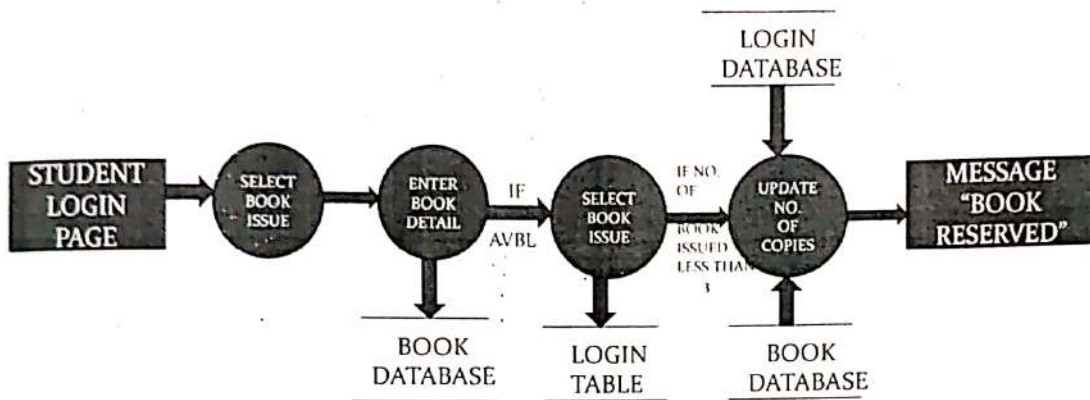 STUDENT
LOGIN
PAGE
SELECT
BOOK
ISSUE
ENTER
BOOK
DETAIL
BOOK
DATABASE
IF
AVBL
SELECT
BOOK
ISSUE
LOGIN
TABLE
IF NO.
OF
BOOK
ISSUED
LESS THAN
3
LOGIN
DATABASE
UPDATE
NO.
OF
COPIES
BOOK
DATABASE
MESSAGE
"BOOK
RESERVED"